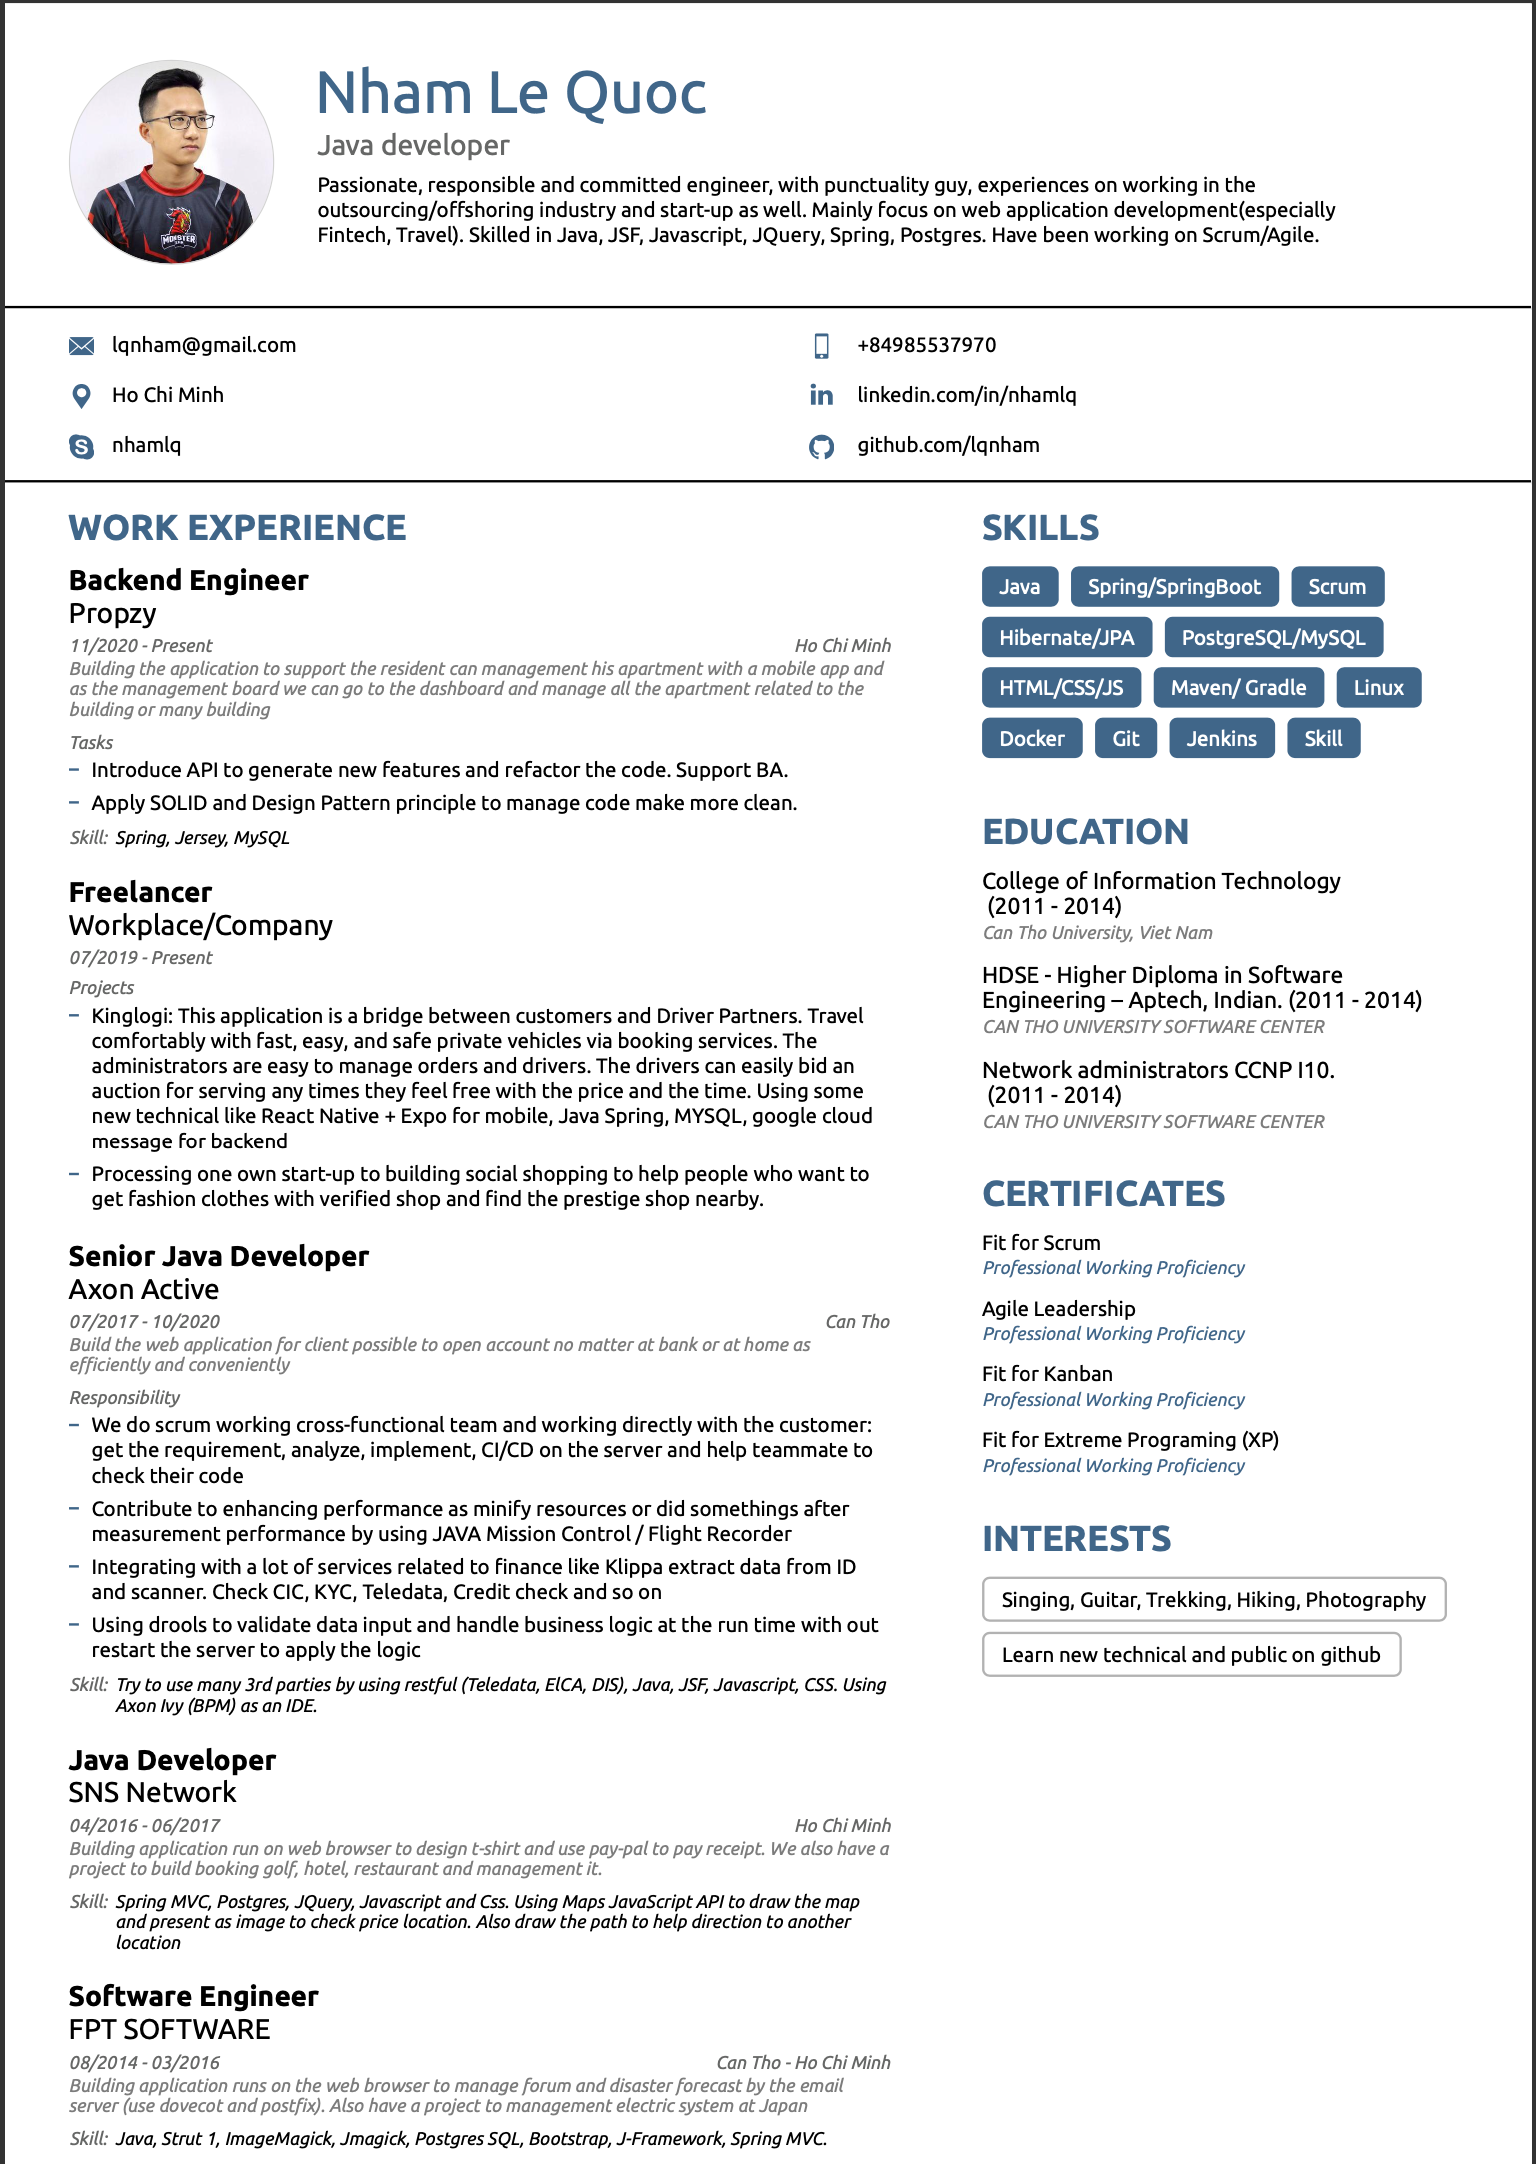 Nham Le Quoc
Java developer
Passionate, responsible and committed engineer, with punctuality guy, experiences on working in the
outsourcing/offshoring industry and start-up as well. Mainly focus on web application development(especially
Fintech, Travel). Skilled in Java, JSF, Javascript, JQuery, Spring, Postgres. Have been working on Scrum/Agile.
MONSTER
lqnham@gmail.com
+84985537970
Ho Chi Minh
linkedin.com/in/nhamlq
nhamlq
github.com/lqnham
WORK EXPERIENCE
Backend Engineer
Propzy
11/2020 - Present
Ho Chi Minh
Building the application to support the resident can management his apartment with a mobile app and
as the management board we can go to the dashboard and manage all the apartment related to the
building or many building
Tasks
– Introduce API to generate new features and refactor the code. Support BA.
– Apply SOLID and Design Pattern principle to manage code make more clean.
Skill: Spring, Jersey, MySQL
Freelancer
Workplace/Company
07/2019 - Present
Projects
– Kinglogi: This application is a bridge between customers and Driver Partners. Travel
comfortably with fast, easy, and safe private vehicles via booking services. The
administrators are easy to manage orders and drivers. The drivers can easily bid an
auction for serving any times they feel free with the price and the time. Using some
new technical like React Native + Expo for mobile, Java Spring, MYSQL, google cloud
message for backend
– Processing one own start-up to building social shopping to help people who want to
get fashion clothes with verified shop and find the prestige shop nearby.
Senior Java Developer
Axon Active
07/2017 - 10/2020
Can Tho
Build the web application for client possible to open account no matter at bank or at home as
efficiently and conveniently
Responsibility
– We do scrum working cross-functional team and working directly with the customer:
get the requirement, analyze, implement, CI/CD on the server and help teammate to
check their code
– Contribute to enhancing performance as minify resources or did somethings after
measurement performance by using JAVA Mission Control / Flight Recorder
– Integrating with a lot of services related to finance like Klippa extract data from ID
and scanner. Check CIC, KYC, Teledata, Credit check and so on
– Using drools to validate data input and handle business logic at the run time with out
restart the server to apply the logic
Skill: Try to use many 3rd parties by using restful (Teledata, ElCA, DIS), Java, JSF, Javascript, CSS. Using
Axon Ivy (BPM) as an IDE.
Java Developer
SNS Network
04/2016 - 06/2017
Ho Chi Minh
Building application run on web browser to design t-shirt and use pay-pal to pay receipt. We also have a
project to build booking golf, hotel, restaurant and management it.
Skill: Spring MVC, Postgres, JQuery, Javascript and Css. Using Maps JavaScript API to draw the map
and present as image to check price location. Also draw the path to help direction to another
location
Software Engineer
FPT SOFTWARE
08/2014 - 03/2016
Can Tho - Ho Chi Minh
Building application runs on the web browser to manage forum and disaster forecast by the email
server (use dovecot and postfix). Also have a project to management electric system at Japan
Skill: Java, Strut 1, ImageMagick, Jmagick, Postgres SQL, Bootstrap, J-Framework, Spring MVC.
SKILLS
Java Spring/SpringBoot Scrum
Hibernate/JPA PostgreSQL/MySQL
HTML/CSS/JS Maven/ Gradle Linux
Docker Git Jenkins Skill
EDUCATION
College of Information Technology
(2011 - 2014)
Can Tho University, Viet Nam
HDSE - Higher Diploma in Software
Engineering – Aptech, Indian. (2011 - 2014)
CAN THO UNIVERSITY SOFTWARE CENTER
Network administrators CCNP I10.
(2011 - 2014)
CAN THO UNIVERSITY SOFTWARE CENTER
CERTIFICATES
Fit for Scrum
Professional Working Proficiency
Agile Leadership
Professional Working Proficiency
Fit for Kanban
Professional Working Proficiency
Fit for Extreme Programing (XP)
Professional Working Proficiency
INTERESTS
Singing, Guitar, Trekking, Hiking, Photography
Learn new technical and public on github